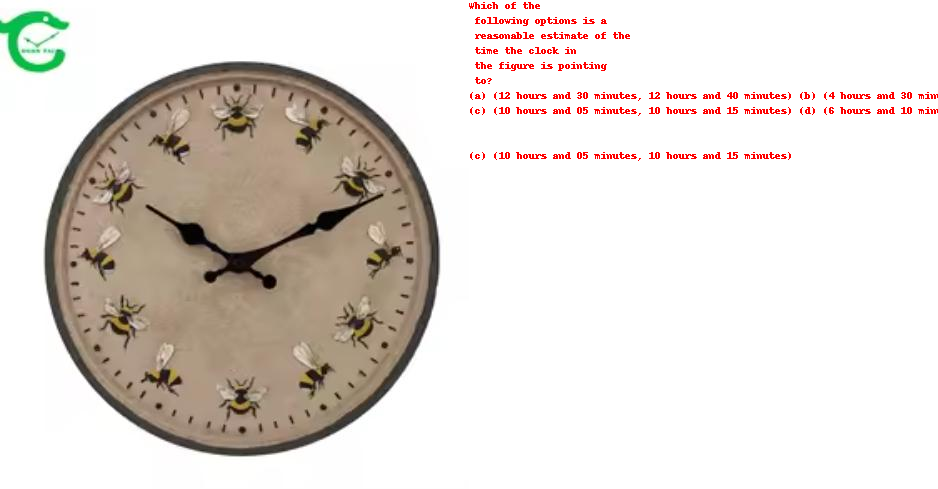 Which of the
following options is a
reasonable estimate of the
time the clock in
the figure is pointing
to?
(a) (12 hours and 30 minutes, 12 hours and 40 minutes) (b) (4 hours and 30 minu
(c) (10 hours and 05 minutes, 10 hours and 15 minutes) (d) (6 hours and 10 minu
(c) (10 hours and 05 minutes, 10 hours and 15 minutes)